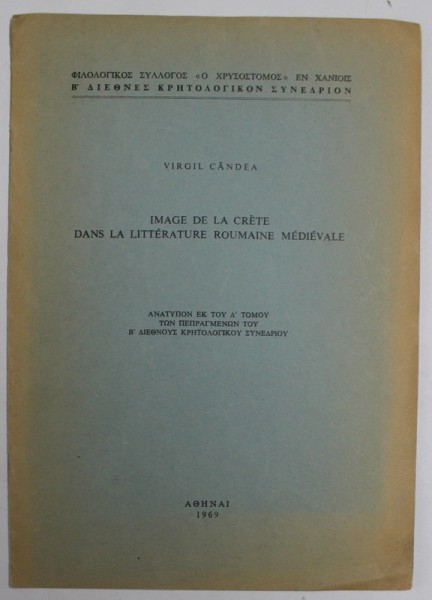 ΦΙΛΟΛΟΓΙΚΟΣ ΣΥΛΛΟΓΟΣ «Ο ΧΡΥΣΟΣΤΟΜΟΣ» ΕΝ ΧΑΝΙΟΙΣ
Β′ ΔΙΕΘΝΕΣ ΚΡΗΤΟΛΟΓΙΚΟΝ ΣΥΝΕΔΡΙΟΝ
VIRGIL CÂNDEA
IMAGE DE LA CRÈTE
DANS LA LITTÉRATURE ROUMAINE MÉDIÉVALE
ΑΝΑΤΥΠΟΝ ΕΚ ΤΟΥ Δ′ ΤΟΜΟΥ
ΤΩΝ ΠΕΠΡΑΓΜΕΝΩΝ ΤΟΥ
Β′ ΔΙΕΘΝΟΥΣ ΚΡΗΤΟΛΟΓΙΚΟΥ ΣΥΝΕΔΡΙΟΥ
ΑΘΗΝΑΙ
1969